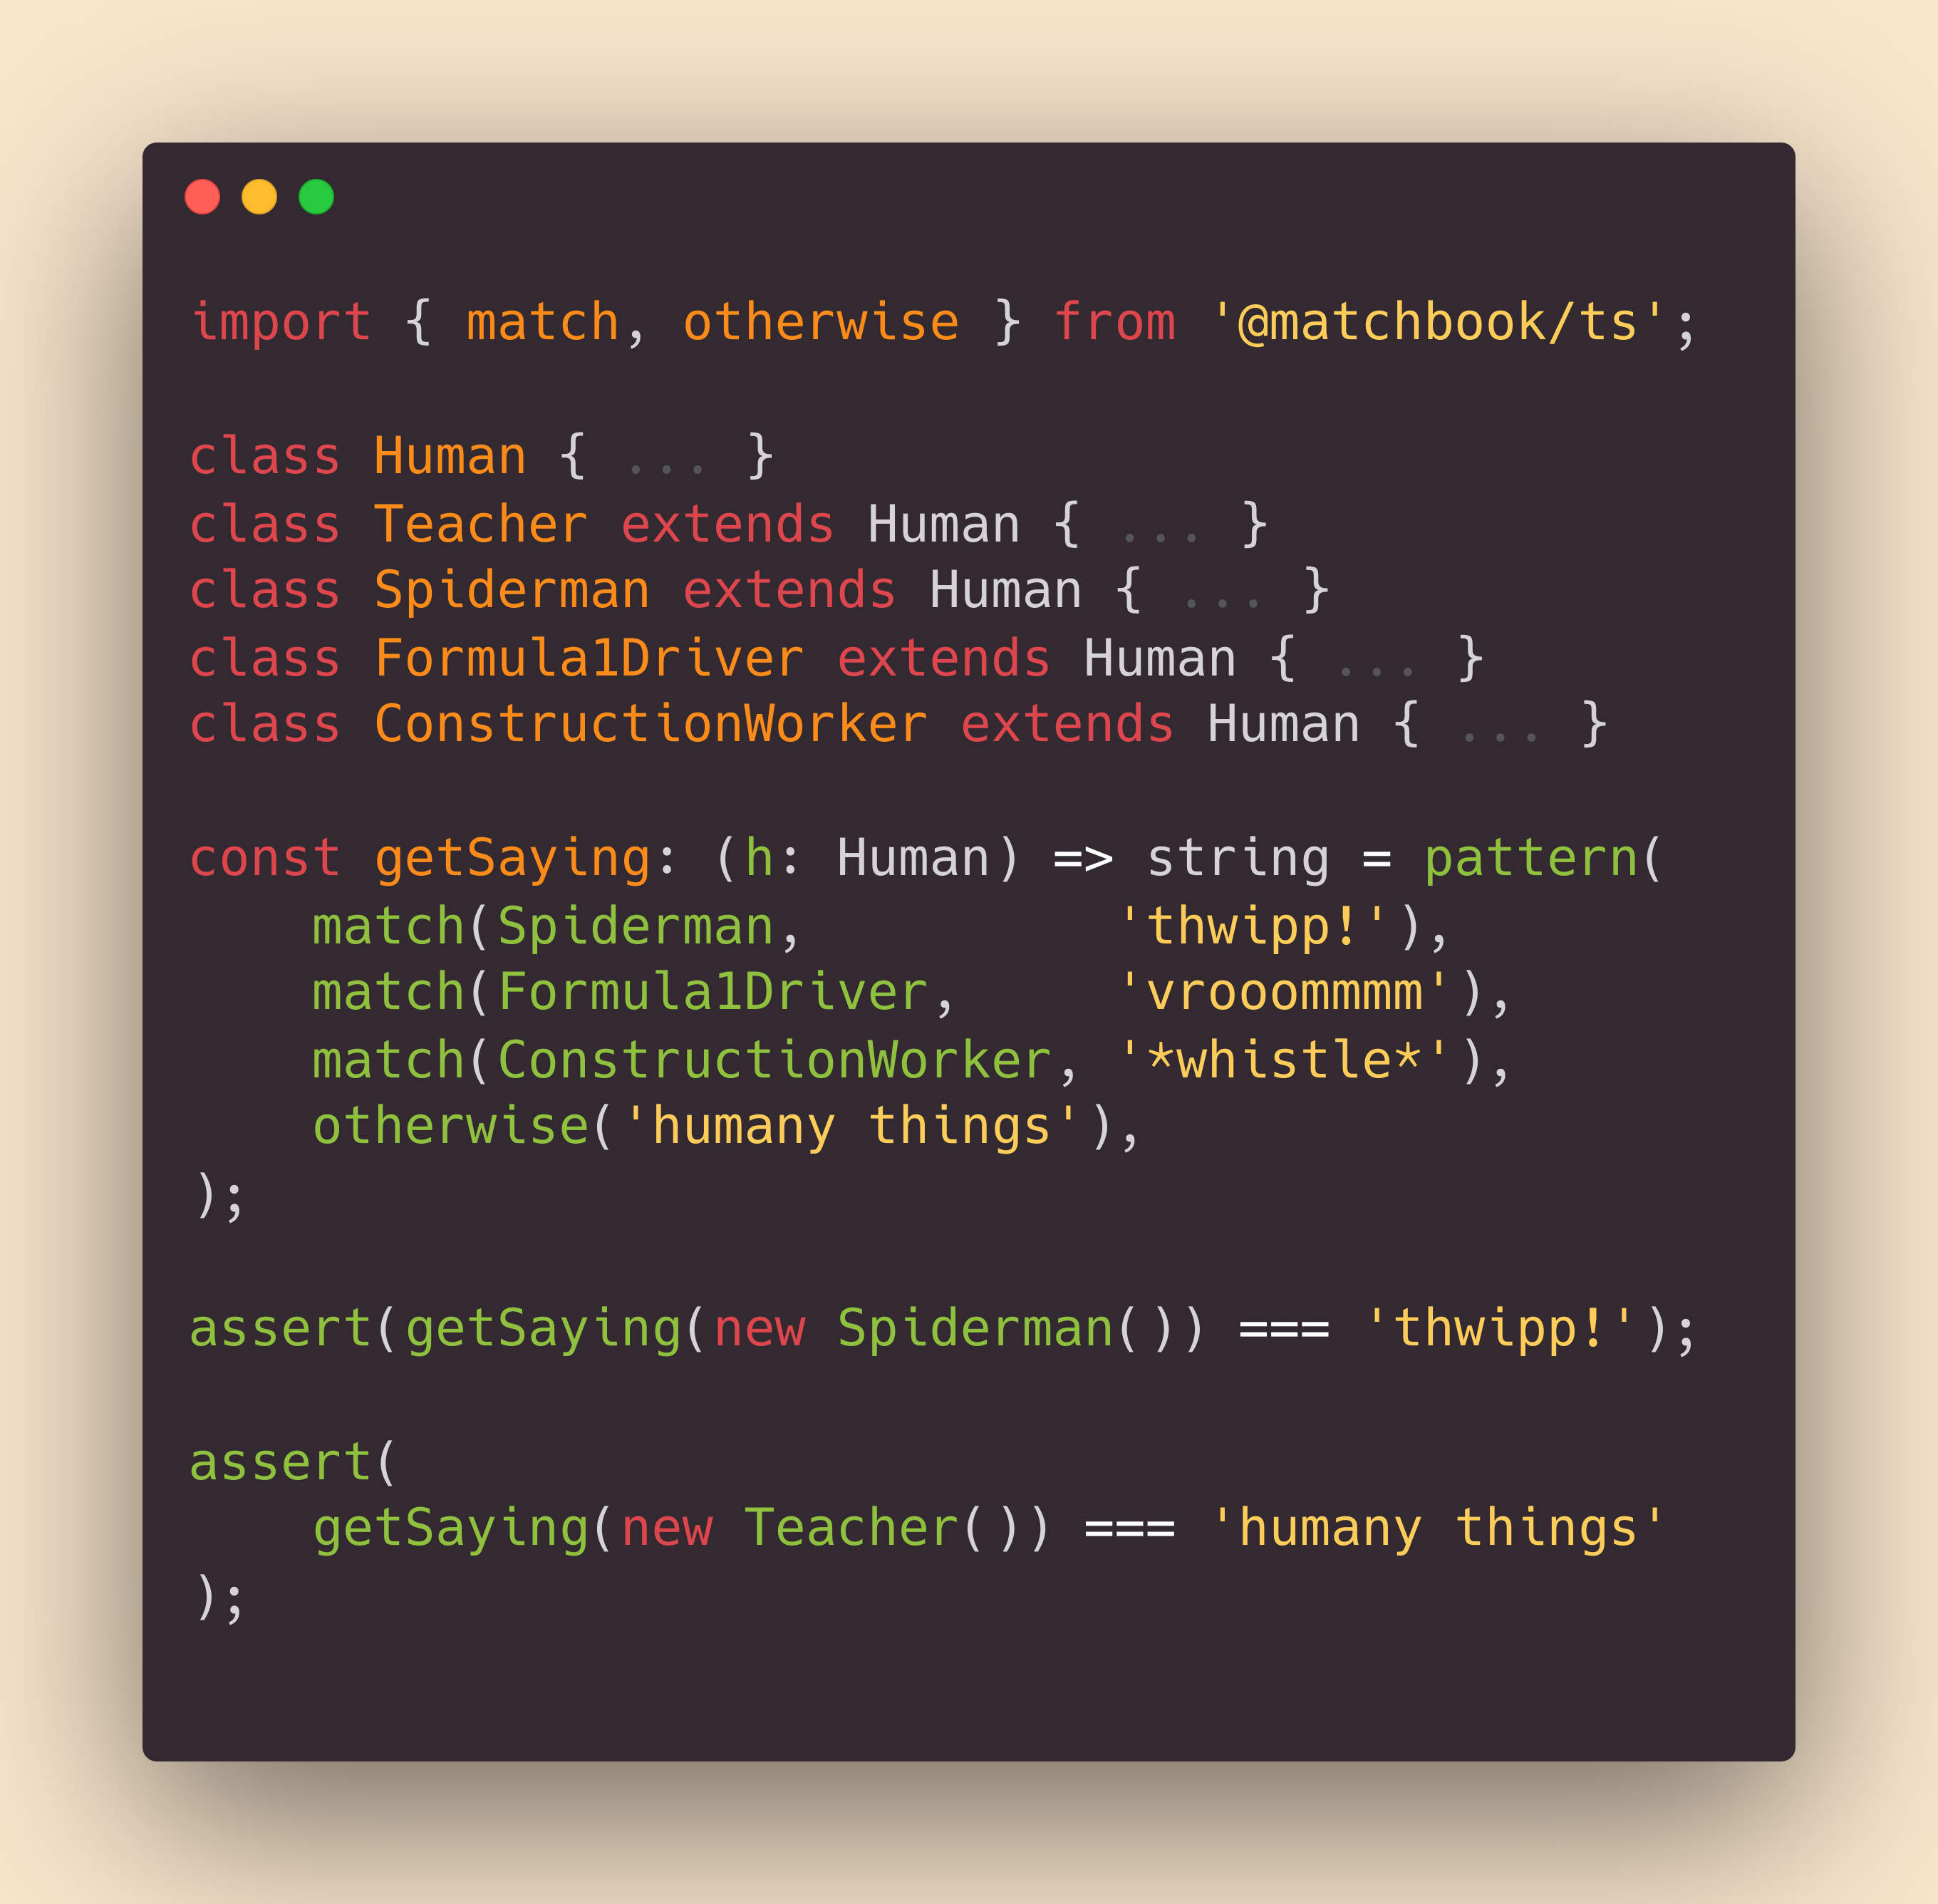 import { match, otherwise } from '@matchbook/ts';
class Human { ... }
class Teacher extends Human { ... }
class Spiderman extends Human { ... }
class Formula1Driver extends Human { ... }
class ConstructionWorker extends Human { ... }
const getSaying: (h: Human) => string = pattern(
    match(Spiderman,          'thwipp!'),
    match(Formula1Driver,     'vrooommmm'),
    match(ConstructionWorker, '*whistle*'),
    otherwise('humany things'),
);
assert(getSaying(new Spiderman()) === 'thwipp!');
assert(
    getSaying(new Teacher()) === 'humany things'
);